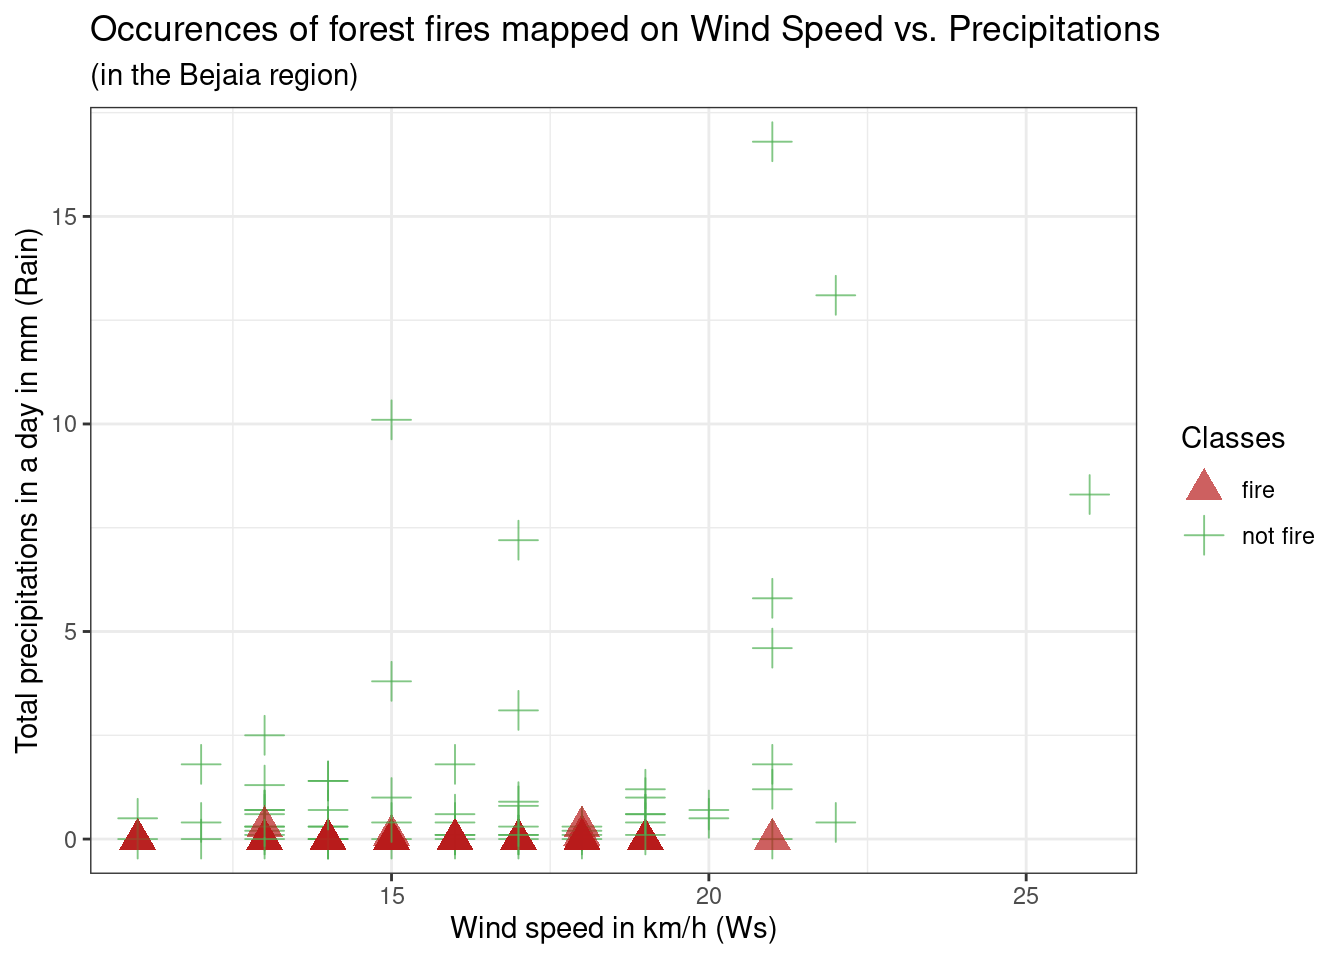 Occurences of forest fires mapped on Wind Speed vs. Precipitations
(in the Bejaia region)
Total precipitations in a day in mm (Rain)
15
10
5
0
15
20
25
Wind speed in km/h (Ws)
Classes
fire
not fire